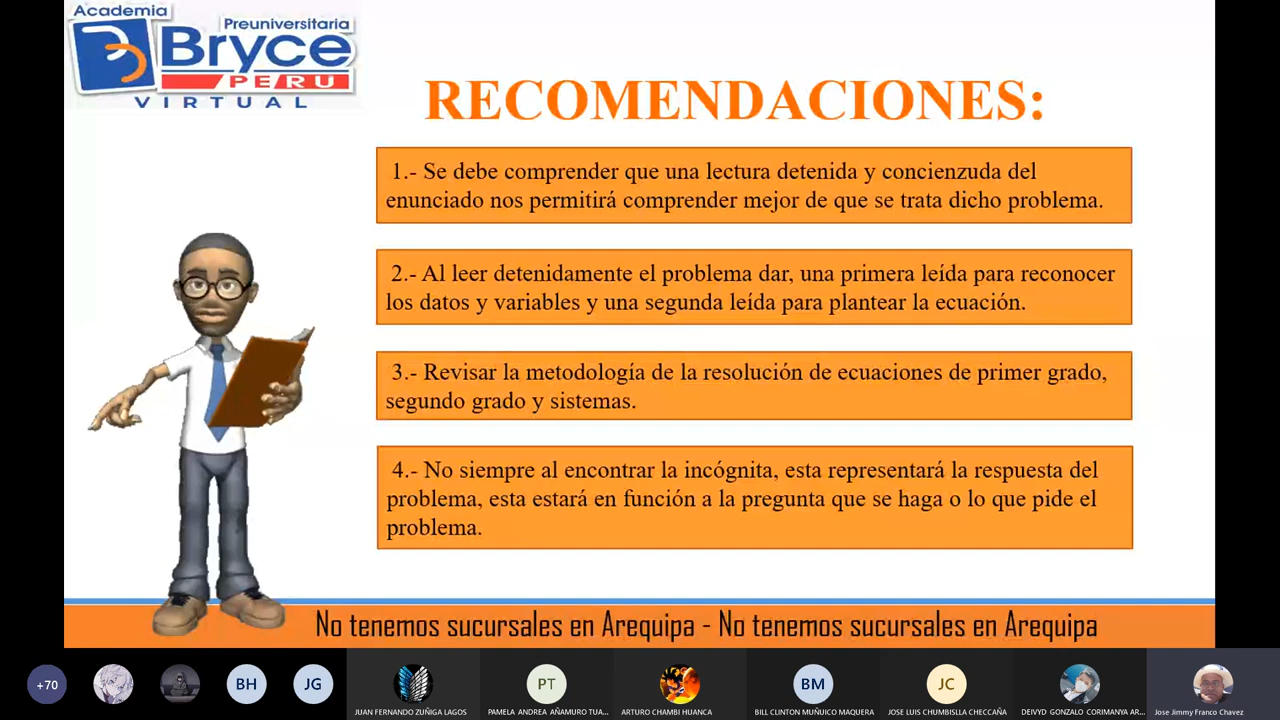 Academia
Preuniversitaria
Bryce
PERU
VIRTUAL
RECOMENDACIONES:
1.- Se debe comprender que una lectura detenida y concienzuda del
enunciado nos permitirá comprender mejor de que se trata dicho problema.
2.- Al leer detenidamente el problema dar, una primera leída para reconocer
los datos y variables y una segunda leída para plantear la ecuación.
3.- Revisar la metodología de la resolución de ecuaciones de primer grado,
segundo grado y sistemas.
4.- No siempre al encontrar la incógnita, esta representará la respuesta del
problema, esta estará en función a la pregunta que se haga o lo que pide el
problema.
No tenemos sucursales en Arequipa - No tenemos sucursales en Arequipa
+70
BH
JG
PT
BM
JC
JUAN FERNANDO ZUÑIGA LAGOS
PAMELA ANDREA AÑAMURO TUA...
ARTURO CHAMBI HUANCA
BILL CLINTON MUÑUICO MAQUERA
JOSE LUIS CHUMBISLLA CHECCAÑA
DEIVYD GONZALO CORIMANYA AR...
Jose Jimmy Franco Chavez